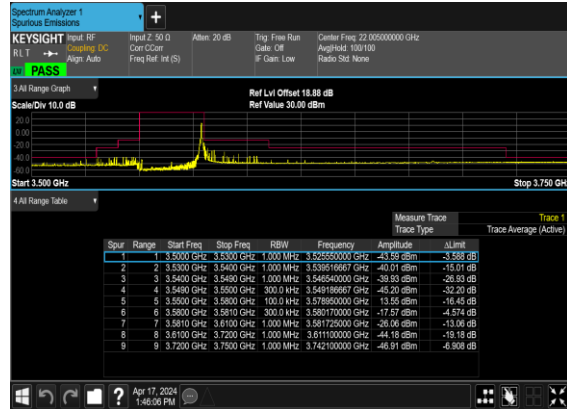 Spectrum Analyzer 1
Spurious Emissions
+
KEYSIGHT Input: RF Input Z: 50 Ω Atten: 20 dB Trig: Free Run Center Freq: 22.005000000 GHz
RLT Coupling: DC Corr CCorr Gate: Off Avg|Hold: 100/100
Align: Auto Freq Ref: Int (S) IF Gain: Low Radio Std: None
PASS
3 All Range Graph Ref Lvl Offset 18.88 dB
Scale/Div 10.0 dB Ref Value 30.00 dBm
20.0
0.00
-20.0
-40.0
-60.0
Start 3.500 GHz Stop 3.750 GHz
4 All Range Table
Measure Trace Trace 1
Trace Type Trace Average (Active)
Spur Range Start Freq Stop Freq RBW Frequency Amplitude ΔLimit
1 1 3.5000 GHz 3.5300 GHz 1.000 MHz 3.525550000 GHz -43.59 dBm -3.588 dB
2 2 3.5300 GHz 3.5400 GHz 1.000 MHz 3.539516667 GHz -40.01 dBm -15.01 dB
3 3 3.5400 GHz 3.5490 GHz 1.000 MHz 3.546540000 GHz -39.93 dBm -26.93 dB
4 4 3.5490 GHz 3.5500 GHz 300.0 kHz 3.549186667 GHz -45.20 dBm -32.20 dB
5 5 3.5500 GHz 3.5800 GHz 100.0 kHz 3.578950000 GHz 13.55 dBm -16.45 dB
6 6 3.5800 GHz 3.5810 GHz 300.0 kHz 3.580170000 GHz -17.57 dBm -4.574 dB
7 7 3.5810 GHz 3.6100 GHz 1.000 MHz 3.581725000 GHz -26.06 dBm -13.06 dB
8 8 3.6100 GHz 3.7200 GHz 1.000 MHz 3.611100000 GHz -44.18 dBm -19.18 dB
9 9 3.7200 GHz 3.7500 GHz 1.000 MHz 3.742100000 GHz -46.91 dBm -6.908 dB
? Apr 17, 2024
1:46:06 PM